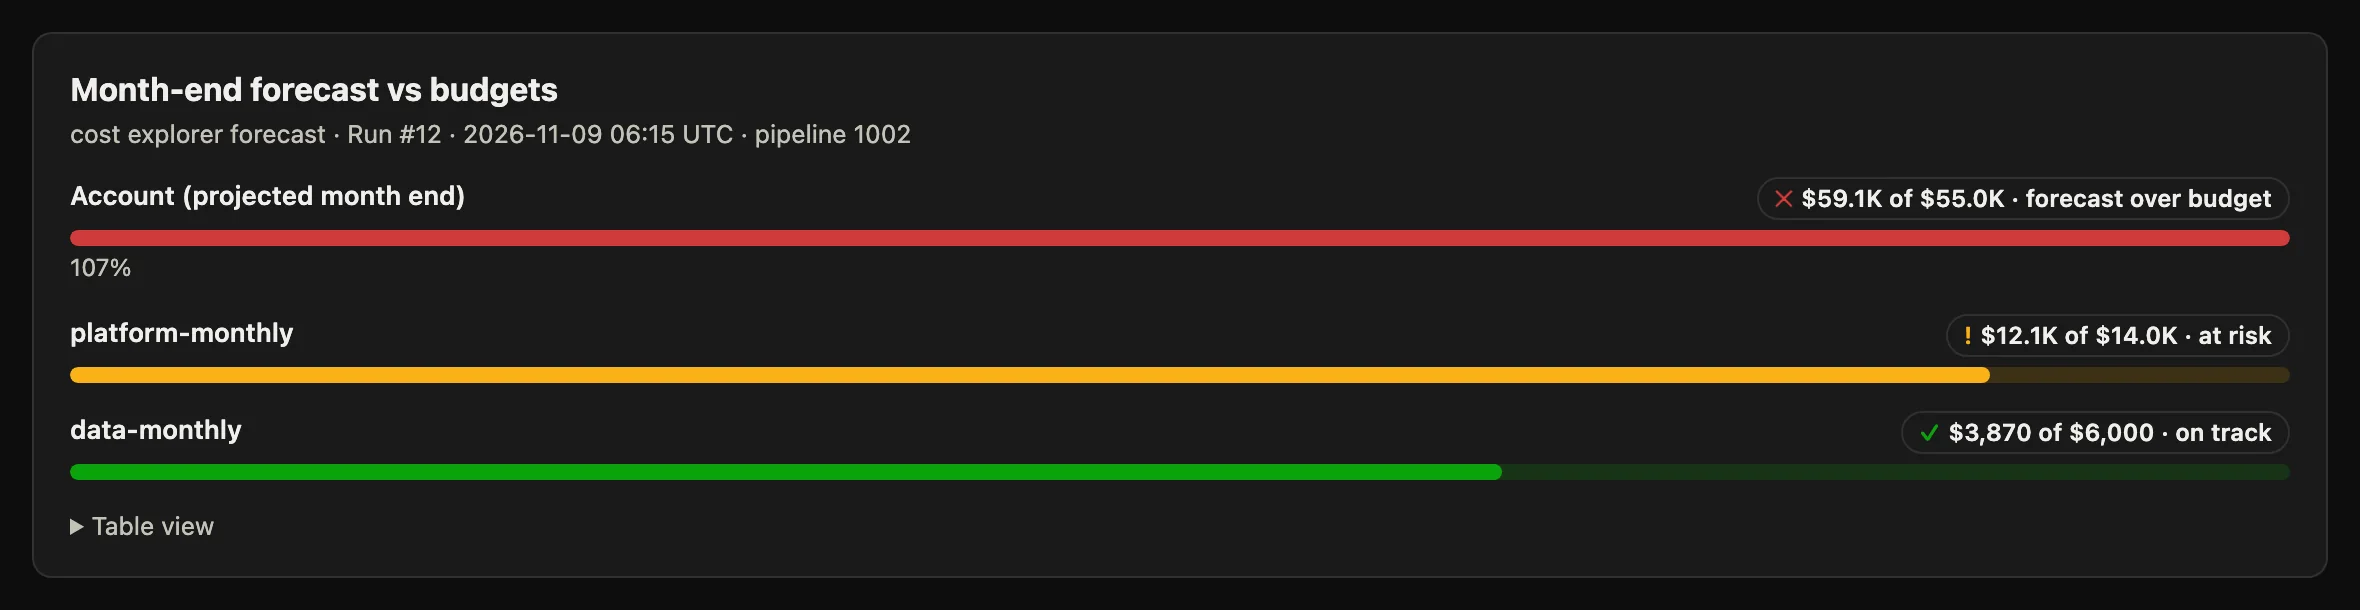 Month-end forecast vs budgets
cost explorer forecast · Run #12 · 2026-11-09 06:15 UTC · pipeline 1002
Account (projected month end)
✕ $59.1K of $55.0K · forecast over budget
107%
platform-monthly
! $12.1K of $14.0K · at risk
data-monthly
✓ $3,870 of $6,000 · on track
▶ Table view